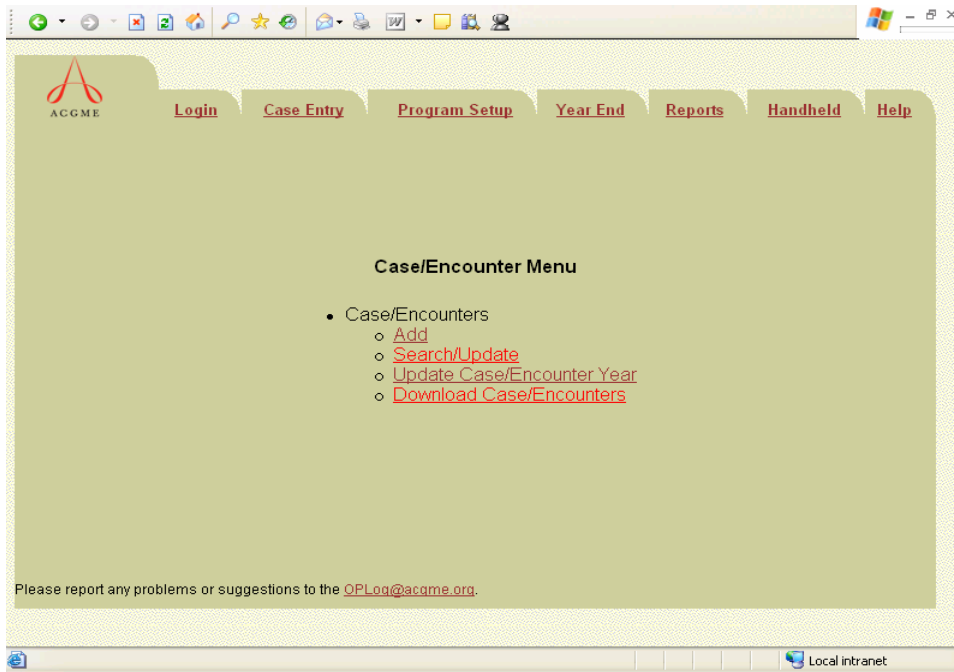 ACGME
Login Case Entry Program Setup Year End Reports Handheld Help
Case/Encounter Menu
Case/Encounters
Add
Search/Update
Update Case/Encounter Year
Download Case/Encounters
Please report any problems or suggestions to the OPLog@acgme.org.
Local intranet